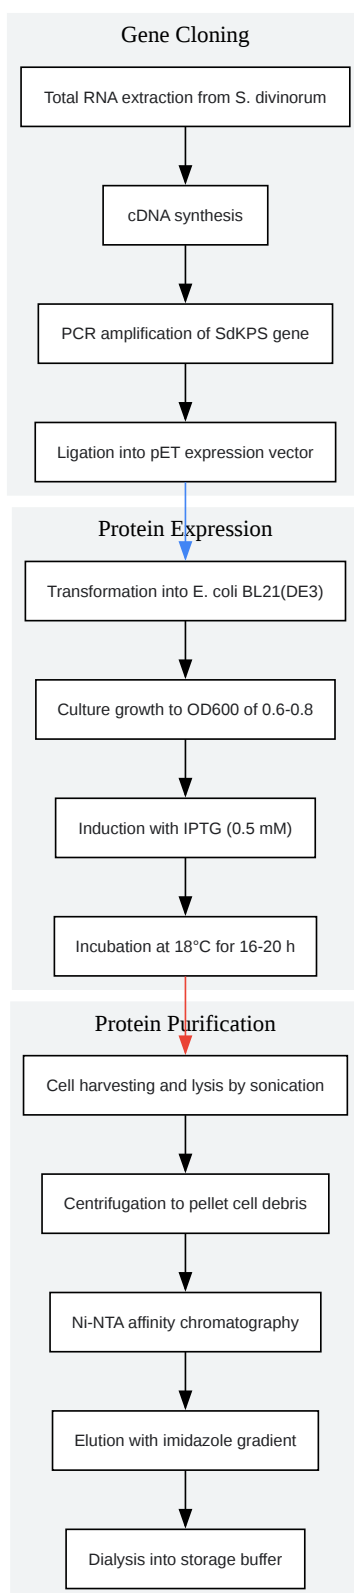 Gene Cloning
Total RNA extraction from S. divinorum
cDNA synthesis
PCR amplification of SdKPS gene
Ligation into pET expression vector
Protein Expression
Transformation into E. coli BL21(DE3)
Culture growth to OD600 of 0.6-0.8
Induction with IPTG (0.5 mM)
Incubation at 18°C for 16-20 h
Protein Purification
Cell harvesting and lysis by sonication
Centrifugation to pellet cell debris
Ni-NTA affinity chromatography
Elution with imidazole gradient
Dialysis into storage buffer